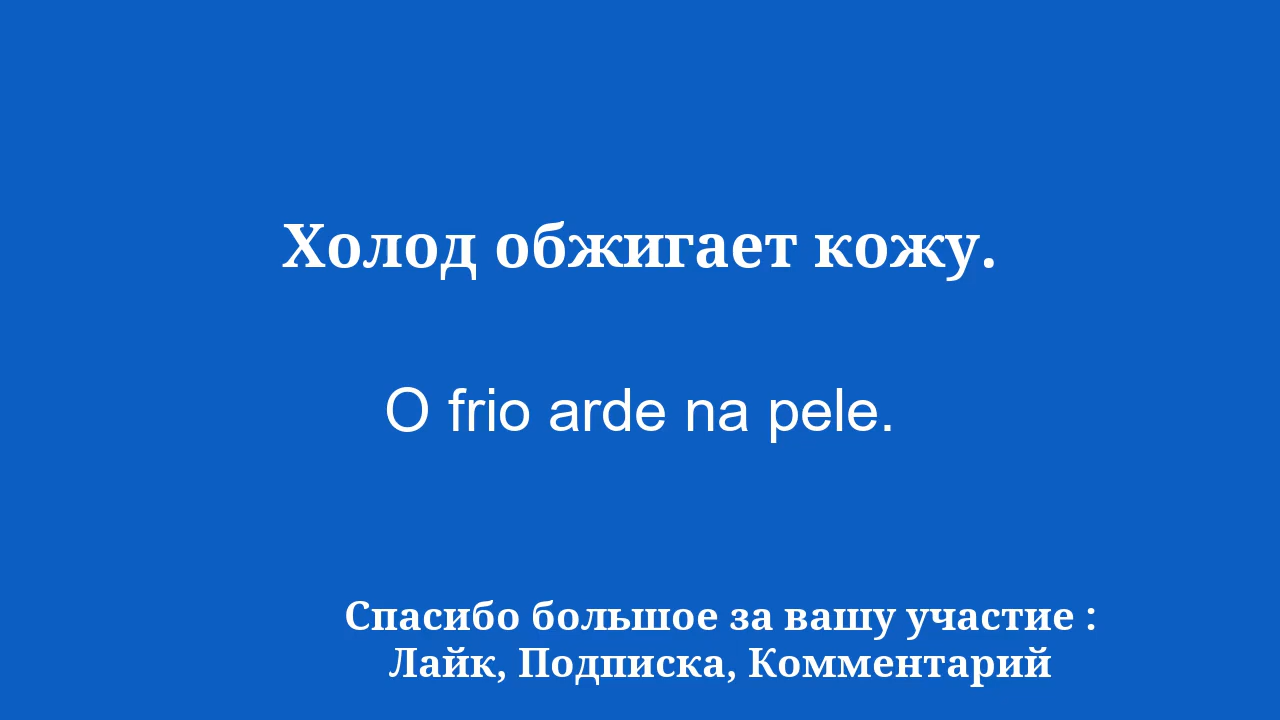 Холод обжигает кожу.
O frio arde na pele.
Спасибо большое за вашу участие :
Лайк, Подписка, Комментарий